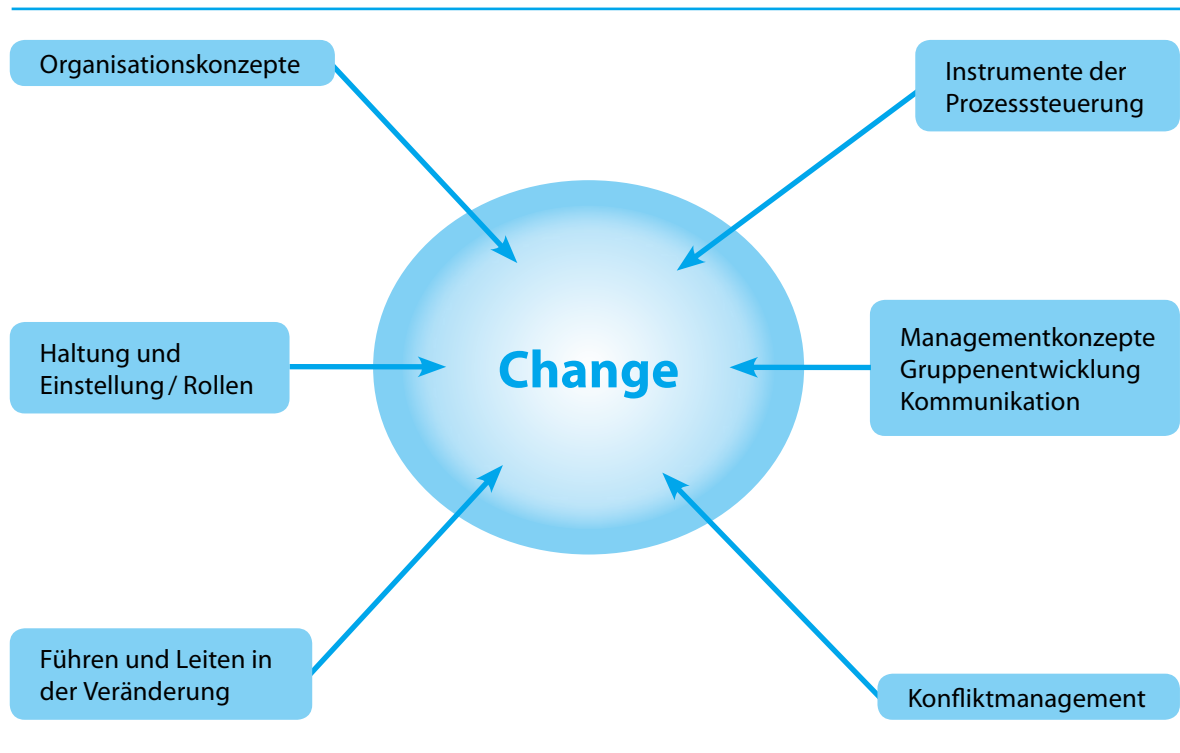 Organisationskonzepte
Instrumente der
Prozesssteuerung
Haltung und
Einstellung / Rollen
Change
Managementkonzepte
Gruppenentwicklung
Kommunikation
Führen und Leiten in
der Veränderung
Konfliktmanagement